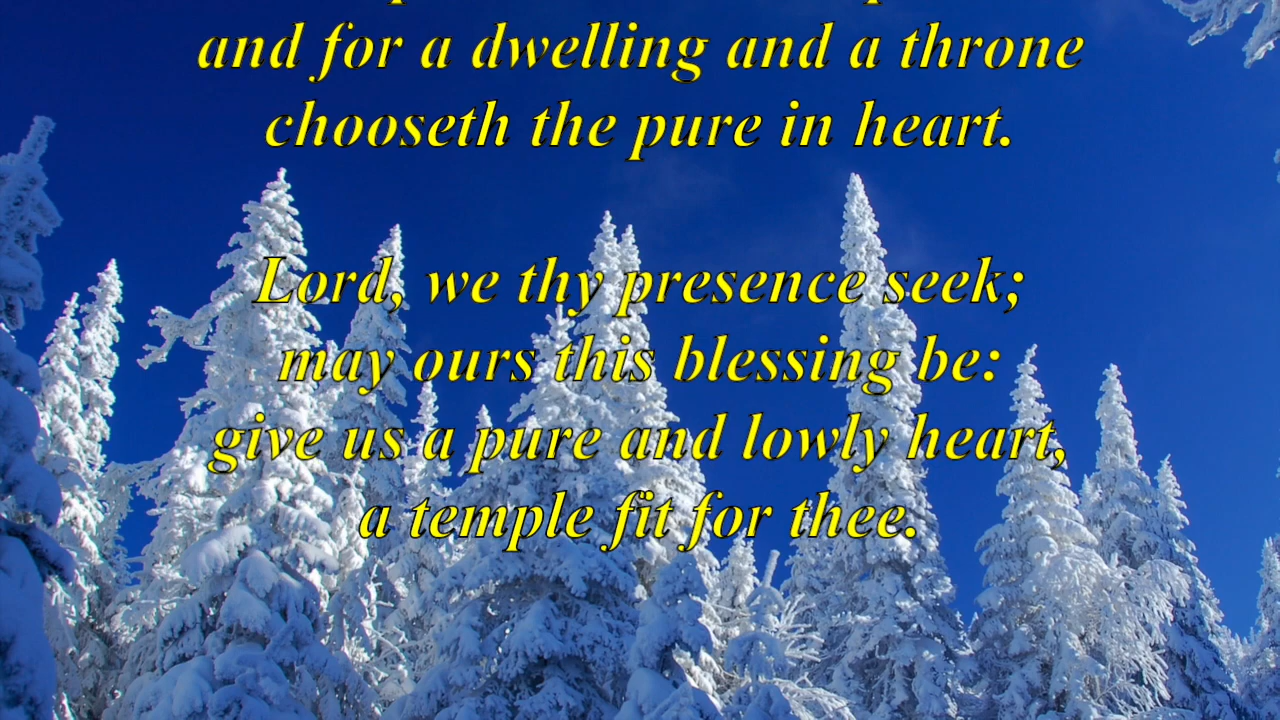 and for a dwelling and a throne
chooseth the pure in heart.
Lord, we thy presence seek;
may ours this blessing be:
give us a pure and lowly heart,
a temple fit for thee.